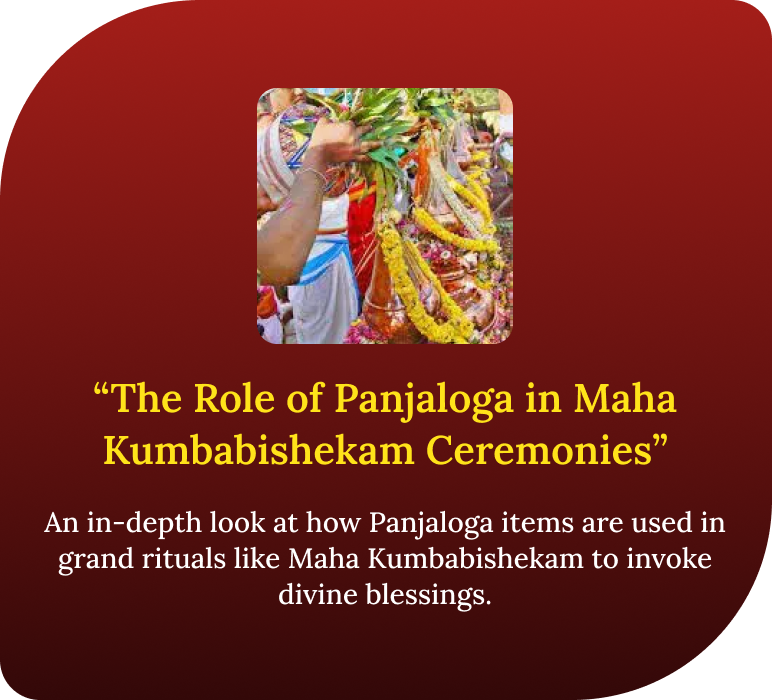 “The Role of Panjaloga in Maha
Kumbabishekam Ceremonies”
An in-depth look at how Panjaloga items are used in
grand rituals like Maha Kumbabishekam to invoke
divine blessings.